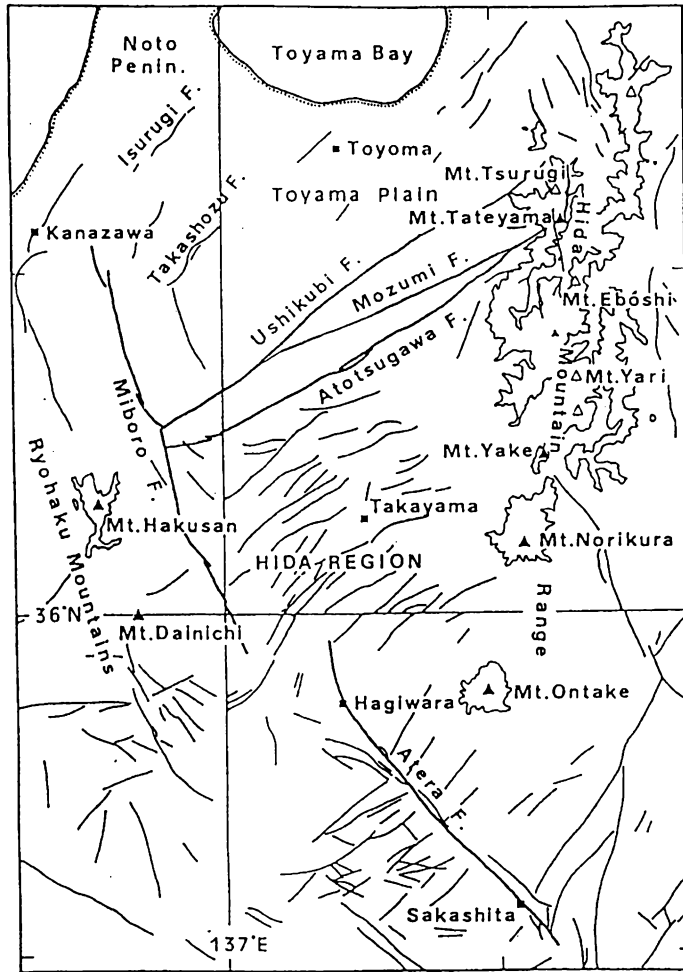 Noto
Penin.
Toyama Bay
Isurugi F.
Toyoma
Mt.Tsurugi
Toyama Plain
Takashozu F.
Mt.Tateyama
Kanazawa
Hida
Mountain
Range
Ushikubi F.
Mozumi F.
Mt.Ebóshi
Atotsugawa F.
Mt.Yari
Miboro F.
Mt.Yake
Ryohaku Mountains
Mt.Hakusan
Takayama
Mt.Norikura
HIDA REGION
36°N
Mt.Dainichi
Mt.Ontake
Hagiwara
Atera F.
Sakashita
137°E